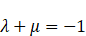 λ + μ = −1